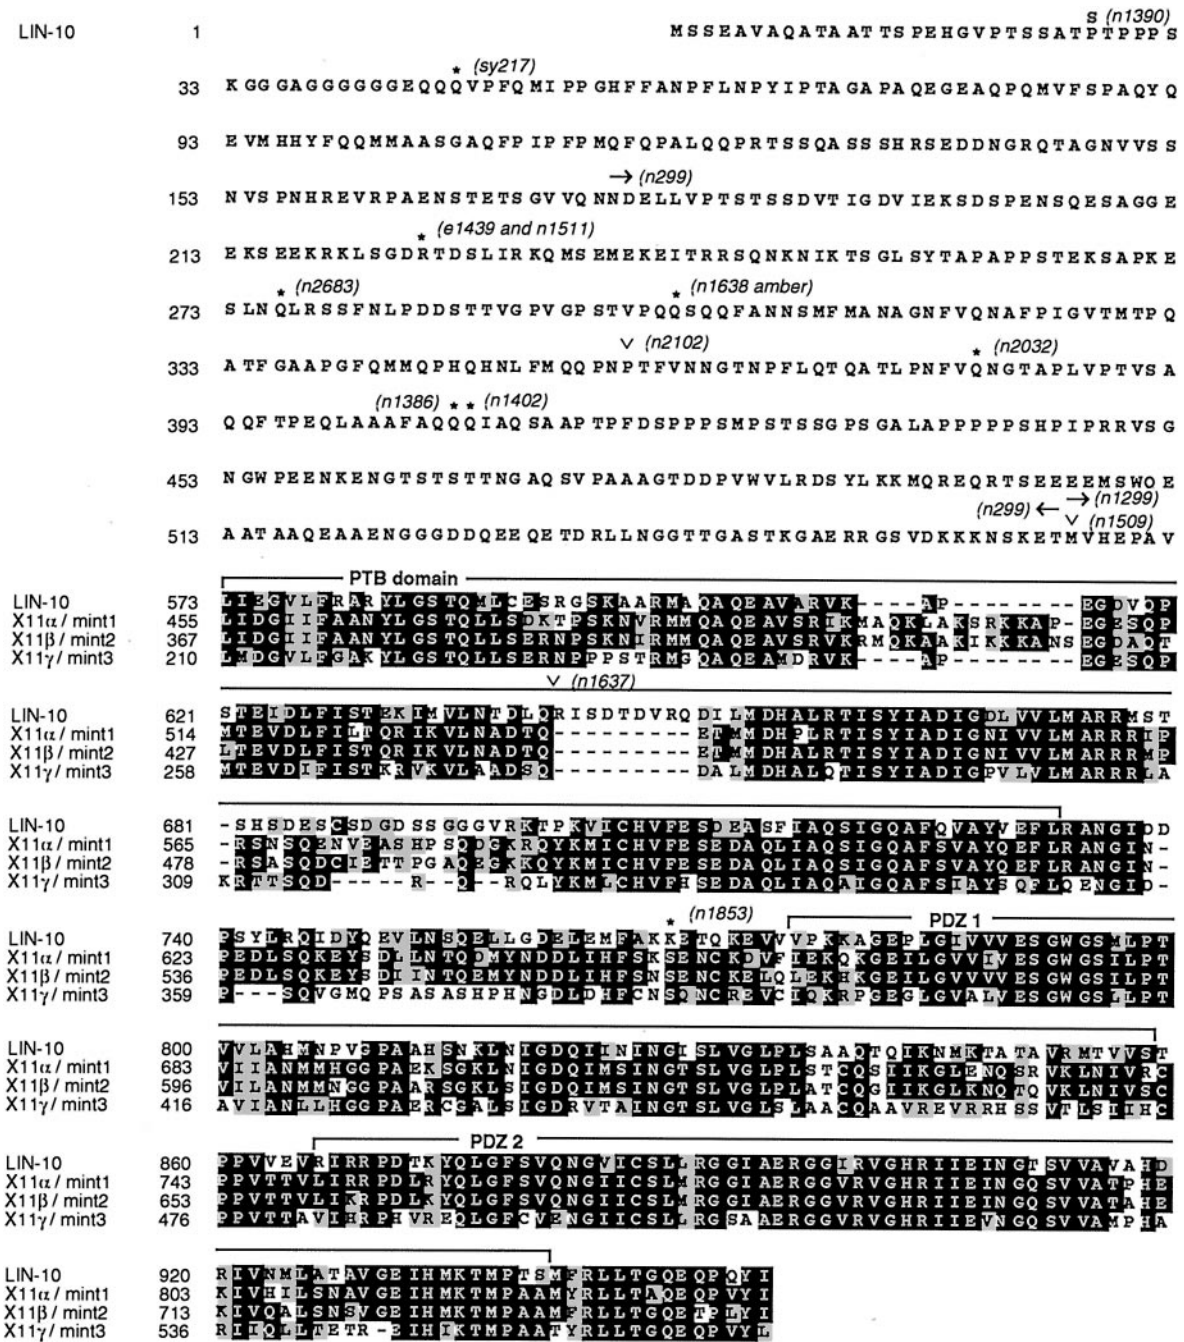 S (n1390)
LIN-10 1 MSSEAVAQATAATTSPEHGVPTSSATPTPPPS
* (sy217)
33 KGGGAGGGGGGEQQQVPFQMIPPGHFFANPFLNPYIPTAGAPAQEGEAQPQMVFSPAQYQ
93 EVMHHYFQQMMAASGAQFPIPFPMQFQPALQQPRTSSQASSSHRSEDDNGRQTAGNVVSS
→ (n299)
153 NVSPNHREVRPAENSTETSGVVQNNDELLVPTSTSSDVTIGDVIEKSDSPENSQESAGGE
* (e1439 and n1511)
213 EKSEEKRKLSGDRTDSLIRKQMSEMEKEITRRSQNKNIKTSGLSYTAPAPPSTEKSAPKE
* (n2683) * (n1638 amber)
273 SLNQLRSSFNLPDDSTTVGPVGPSTVPQQSQQFANNSMFMANAGNFVQNAFPIGVTMTPQ
v (n2102) * (n2032)
333 ATFGAAPGFQMMQPHQHNLFMQQPNPTFVNNGTNPFLQTQATLPNFVQNGTAPLVPTVSA
(n1386) * * (n1402)
393 QQFTPEQLAAAFAQQQIAQSAAPTPFDSPPPSMPSTSSGPSGALAPPPPPSHPIPRRVSG
453 NGWPEENKENGTSTSTTNGAQSVPAAAGTDDPVWVLRDSYLKKMQREQRTSEEEEMSWQE
(n299) ← → (n1299)
v (n1509)
513 AATAAQEAAENGGGDDQEEQETDRLLNGGTTGASTKGAERRGSVDKKKNSKETMVHEPAV
PTB domain
LIN-10 573 LIEGVLFRARYLGSTQMLCESRGSKAARMAQAQEAVARVK----AP--------EGDVQP
X11α / mint1 455 LIDGIIFAANYLGSTQLLSDKTPSKNVRMMQAQEAVSRIKMAQKLAKSRKKAP-EGESQP
X11β / mint2 367 LIDGIIFAANYLGSTQLLSERNPSKNIRMMQAQEAVSRVKRMQKAAKIKKKANSEGDAQT
X11γ / mint3 210 LMDGVLFGAKYLGSTQLLSERNPPPSTRMGQAQEAMDRVK----AP--------EGESQP
v (n1637)
LIN-10 621 STEIDLFISTEKIMVLNTDLQRISDTDVRQDILMDHALRTISYIADIGDLVVLMARRMST
X11α / mint1 514 MTEVDLFILTQRIKVLNADTQ---------ETMMDHPLRTISYIADIGNIVVLMARRRIP
X11β / mint2 427 LTEVDLFISTQRIKVLNADTQ---------ETMMDHALRTISYIADIGNIVVLMARRRMP
X11γ / mint3 258 MTEVDIFISTKRVKVLAADSQ---------DALMDHALQTISYIADIGPVLVLMARRRLA
LIN-10 681 -SHSDESCSDGDSSGGGVRKTPKVICHVFESDEASFIAQSIGQAFQVAYVEFLRANGIDD
X11α / mint1 565 -RSNSQENVEASHPSQDGKRQYKMICHVFESEDAQLIAQSIGQAFSVAYQEFLRANGIN-
X11β / mint2 478 -RSASQDCIETTPGAQEGKKQYKMICHVFESEDAQLIAQSIGQAFSVAYQEFLRANGIN-
X11γ / mint3 309 KRTTSQD-----R--Q--RQLYKMLCHVFHSEDAQLIAQAIGQAFSIAYSQFLQENGID-
* (n1853) PDZ 1
LIN-10 740 PSYLRQIDYQEVLNSQELLGDELEMFAKKETQKEVVVPKKAGEPLGIVVVESGWGSMLPT
X11α / mint1 623 PEDLSQKEYSDLLNTQDMYNDDLIHFSKSENCKDVFIEKQKGEILGVVIVESGWGSILPT
X11β / mint2 536 PEDLSQKEYSDIINTQEMYNDDLIHFSNSENCKELQLEKHKGEILGVVVVESGWGSILPT
X11γ / mint3 359 P---SQVGMQPSASASHPHNGDLDHFCNSQNCREVCIQKRPGEGLGVALVESGWGSLLPT
LIN-10 800 VVLAHMNPVGPAAHSNKLNIGDQIININGISLVGLPLSAAQTQIKNMKTATAVRMTVVST
X11α / mint1 683 VIIANMMHGGPAEKSGKLNIGDQIMSINGTSLVGLPLSTCQSIIKGLENQSRVKLNIVRC
X11β / mint2 596 VILANMMNGGPAARSGKLSIGDQIMSINGTSLVGLPLATCQGIIKGLKNQTQVKLNIVSC
X11γ / mint3 416 AVIANLLHGGPAERCGALSIGDRVTAINGTSLVGLSLAACQAAVREVRRHSSVTLSIIHC
PDZ 2
LIN-10 860 PPVVEVRIRRPDTKYQLGFSVQNGVICSLLRGGIAERGGIRVGHRIIEINGTSVVAVAHD
X11α / mint1 743 PPVTTVLIRRPDLRYQLGFSVQNGIICSLMRGGIAERGGVRVGHRIIEINGQSVVATPHE
X11β / mint2 653 PPVTTVLIKRPDLKYQLGFSVQNGIICSLMRGGIAERGGVRVGHRIIEINGQSVVATAHE
X11γ / mint3 476 PPVTTAVIHRPHVREQLGFCVENGIICSLLRGSAAERGGVRVGHRIIEVNGQSVVAMPHA
LIN-10 920 RIVNMLATAVGEIHMKTMPTSMFRLLTGQEQPQYI
X11α / mint1 803 KIVHILSNAVGEIHMKTMPAAMYRLLTAQEQPVYI
X11β / mint2 713 KIVQALSNSVGEIHMKTMPAAMFRLLTGQETPLYI
X11γ / mint3 536 RIIQLLTETR-EIHIKTMPAATYRLLTGQEQPVYL